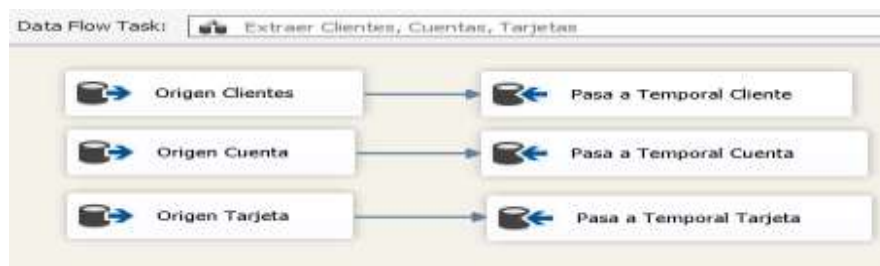 Data Flow Task: Extraer Clientes, Cuentas, Tarjetas
Origen Clientes Pasa a Temporal Cliente
Origen Cuenta Pasa a Temporal Cuenta
Origen Tarjeta Pasa a Temporal Tarjeta